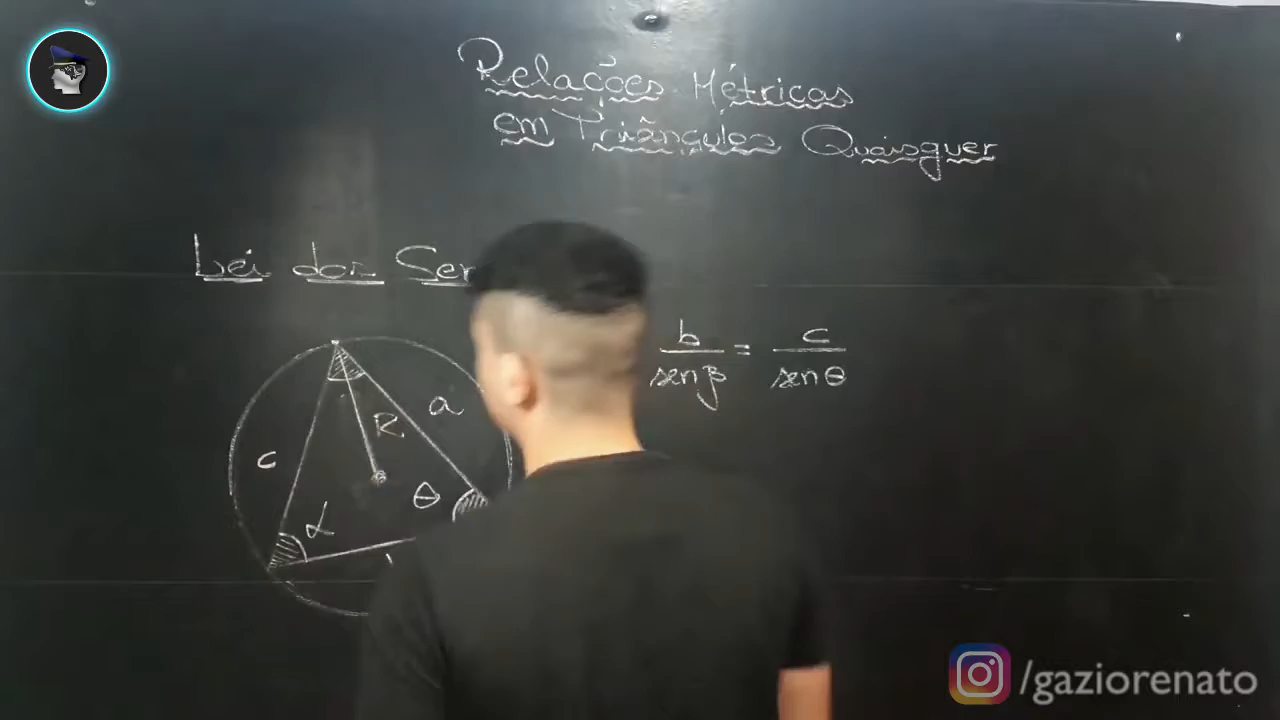 Relações Métricas
em Triângulos Quaisquer
Lei dos Sen
b/senβ = c/senθ
a
R
c
θ
α
/gaziorenato